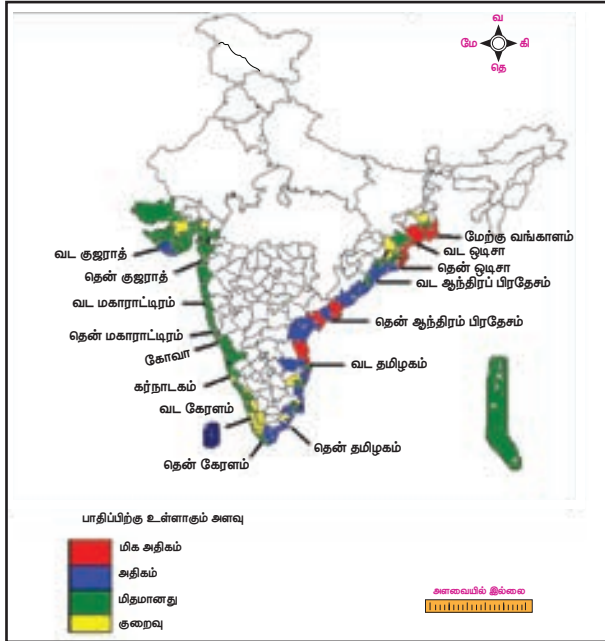 வ
மே
கி
தெ
மேற்கு வங்காளம்
வட ஒடிசா
தென் ஒடிசா
வட ஆந்திரப் பிரதேசம்
தென் ஆந்திரம் பிரதேசம்
வட தமிழகம்
தென் தமிழகம்
வட குஜராத்
தென் குஜராத்
வட மகாராட்டிரம்
தென் மகாராட்டிரம்
கோவா
கர்நாடகம்
வட கேரளம்
தென் கேரளம்
பாதிப்பிற்கு உள்ளாகும் அளவு
மிக அதிகம்
அதிகம்
மிதமானது
குறைவு
அளவையில் இல்லை